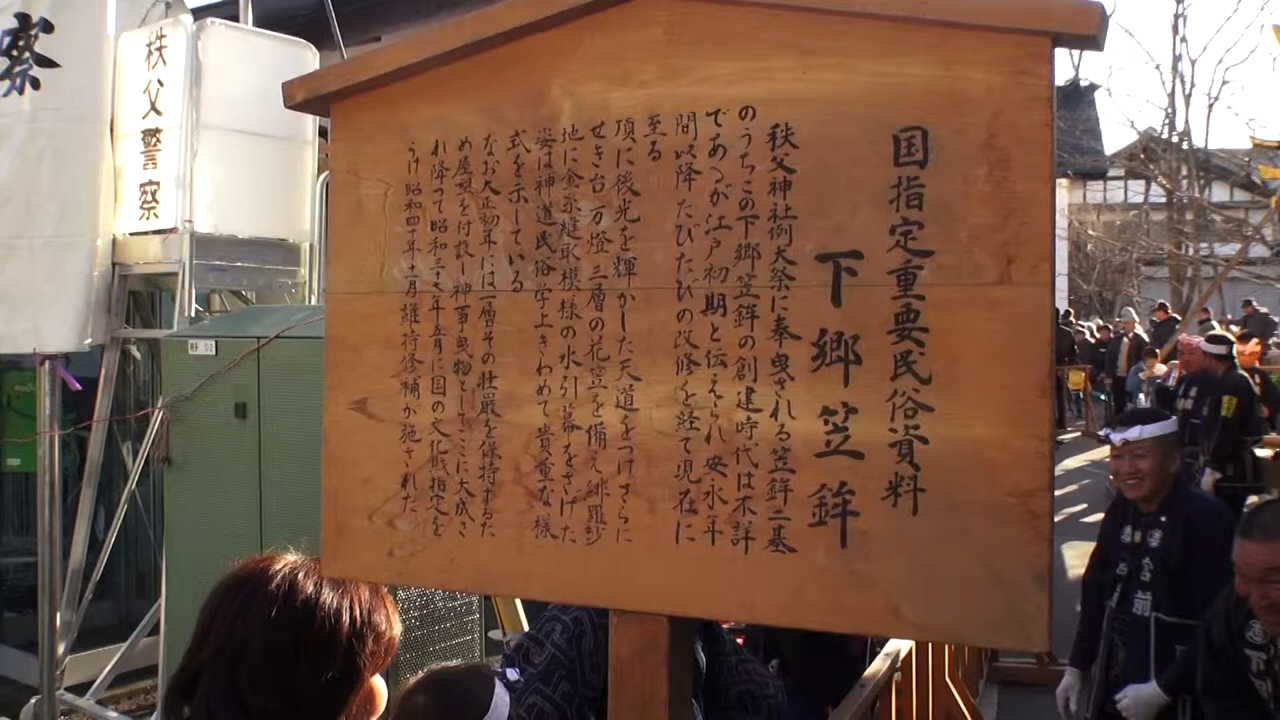 国指定重要民俗資料
下郷笠鉾
秩父神社例大祭に奉曳される笠鉾二基
のうちこの下郷笠鉾の創建時代は不詳
であるが江戸初期と伝えられ安永年
間以降たびたびの改修を経て現在に
至る
頂に後光を輝かした天道をつけさらに
せき台万燈三層の花笠を備え緋羅紗
地に金糸縫取模様の水引幕をさげた
姿は神道民俗学上きわめて貴重な様
式を示している
なお大正初年には一層その壮厳を保持するた
め屋型を付設し神事曳物としてここに大成さ
れ降って昭和三十七年五月に国の文化財指定を
うけ昭和四十年十一月維持修補が施された
秩父警察
察
宮前